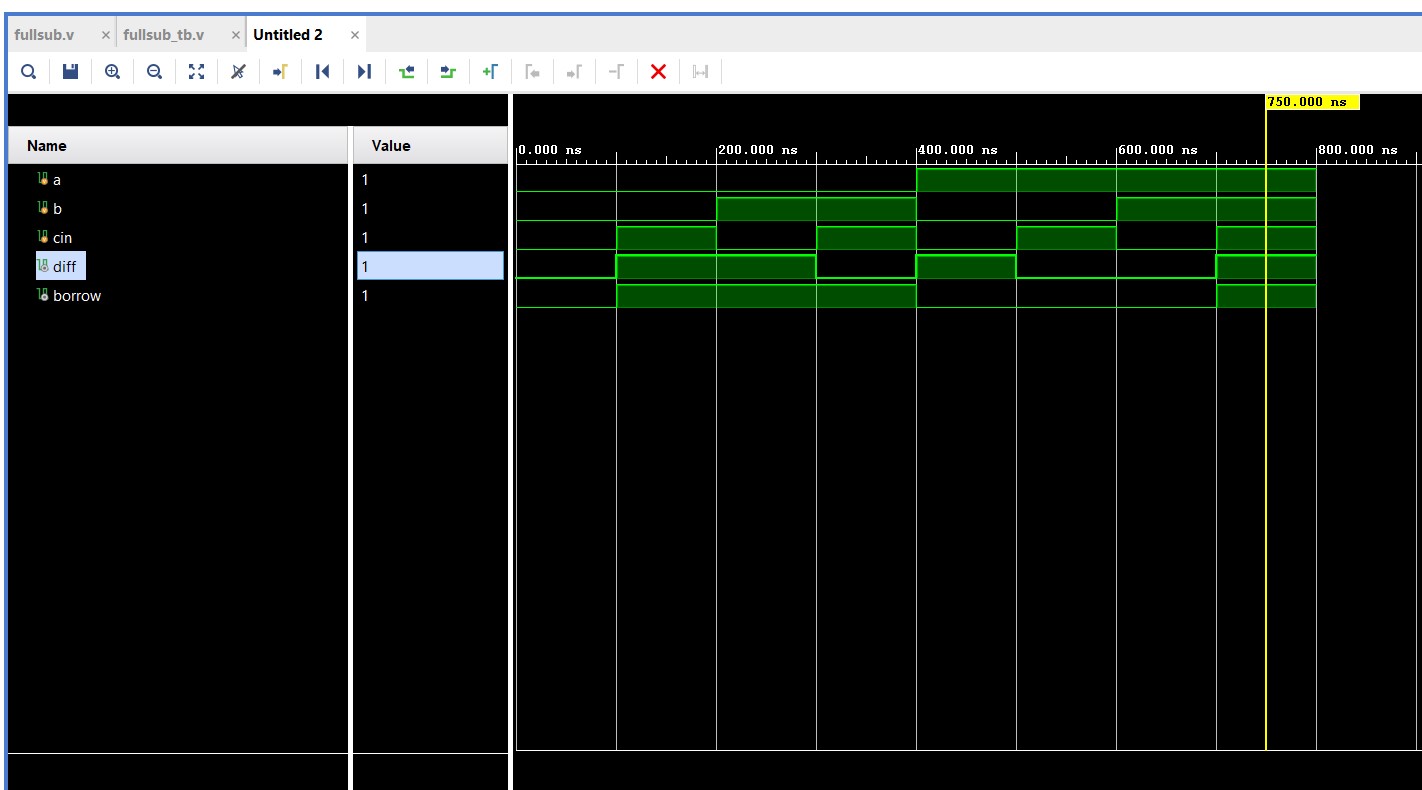 fullsub.v
fullsub_tb.v
Untitled 2
750.000 ns
Name
Value
0.000 ns
200.000 ns
400.000 ns
600.000 ns
800.000 ns
a
1
b
1
cin
1
diff
1
borrow
1